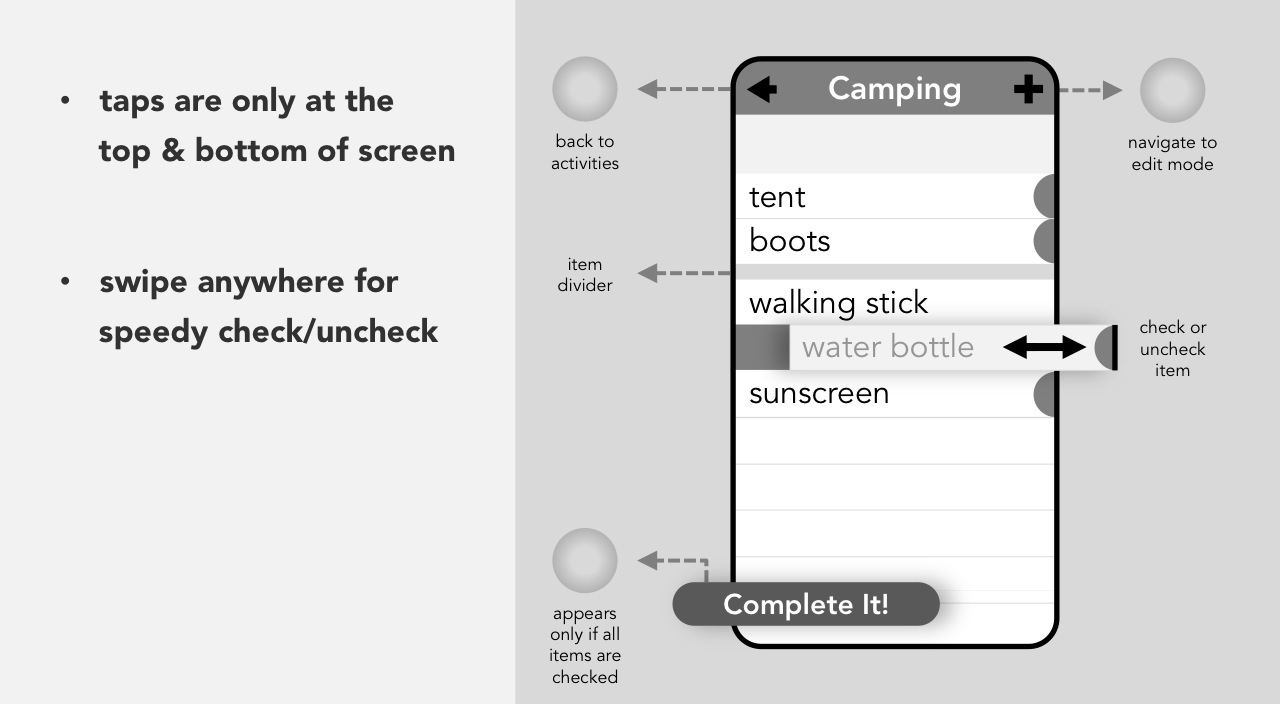 • taps are only at the
top & bottom of screen
• swipe anywhere for
speedy check/uncheck
back to
activities
Camping
navigate to
edit mode
tent
boots
item
divider
walking stick
water bottle
check or
uncheck
item
sunscreen
Complete It!
appears
only if all
items are
checked